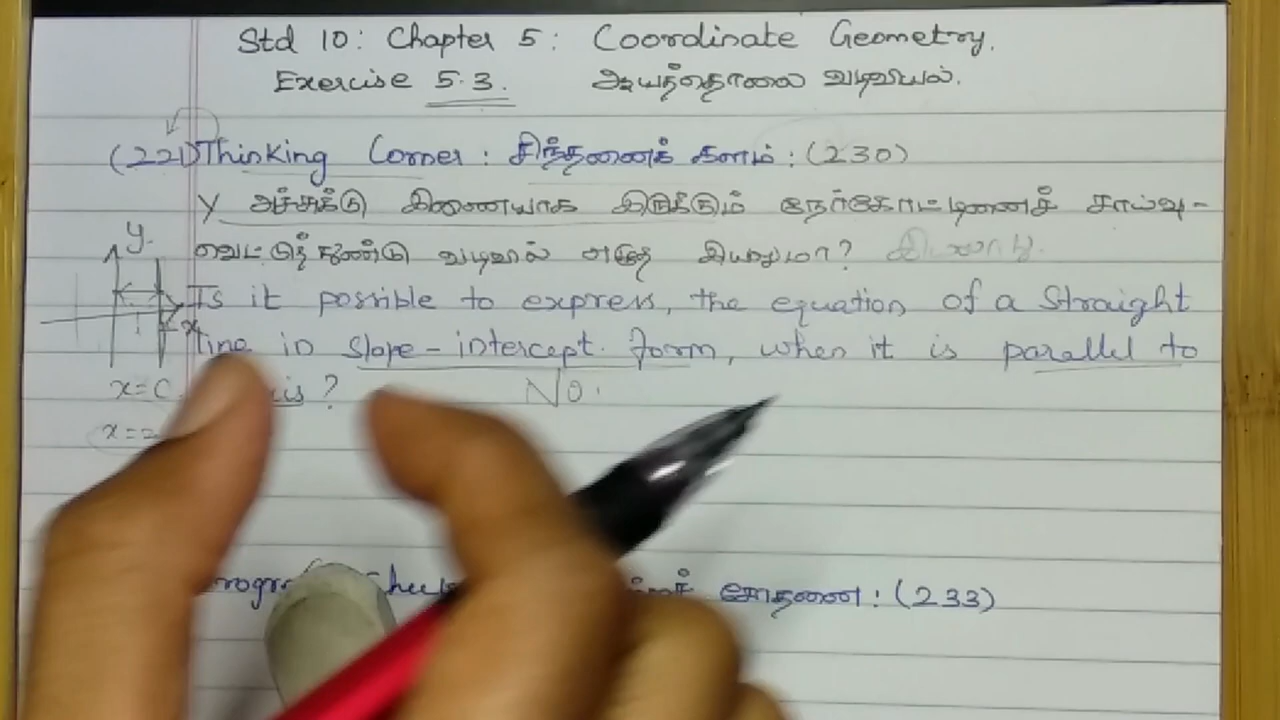 Std 10: Chapter 5: Coordinate Geometry.
Exercise 5.3. ஆயத்தொலை வடிவியல்.
(221) Thinking Corner: சிந்தனைக் களம்: (230)
Y அச்சுக்கு இணையாக இருக்கும் நேர்கோட்டினைச் சாய்வு-
வெட்டுத்துண்டு வடிவில் எழுத இயலுமா? இயலாது.
y.
Is it possible to express, the equation of a Straight
line in Slope-intercept. form, when it is parallel to
x=c ? No.
x=2
சோதனை: (233)